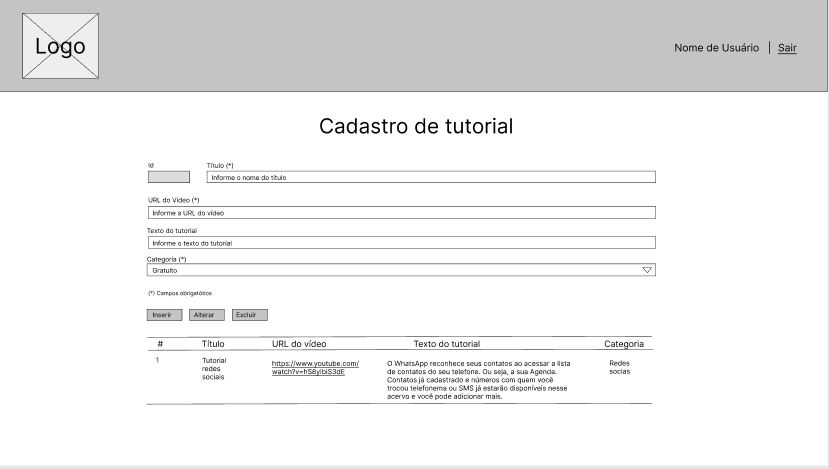 Logo
Nome de Usuário | Sair
Cadastro de tutorial
Id
Título (*)
Informe o nome do título
URL do Vídeo (*)
Informe a URL do vídeo
Texto do tutorial
Informe o texto do tutorial
Categoria (*)
Gratuito
(*) Campos obrigatótios
Inserir
Alterar
Excluir
# Título URL do vídeo Texto do tutorial Categoria
1
Tutorial
redes
sociais
https://www.youtube.com/
watch?v=hS8yibiS3dE
O WhatsApp reconhece seus contatos ao acessar a lista
de contatos do seu telefone. Ou seja, a sua Agenda.
Contatos já cadastrado e números com quem você
trocou telefonema ou SMS já estarão disponíveis nesse
acervo e você pode adicionar mais.
Redes
socias